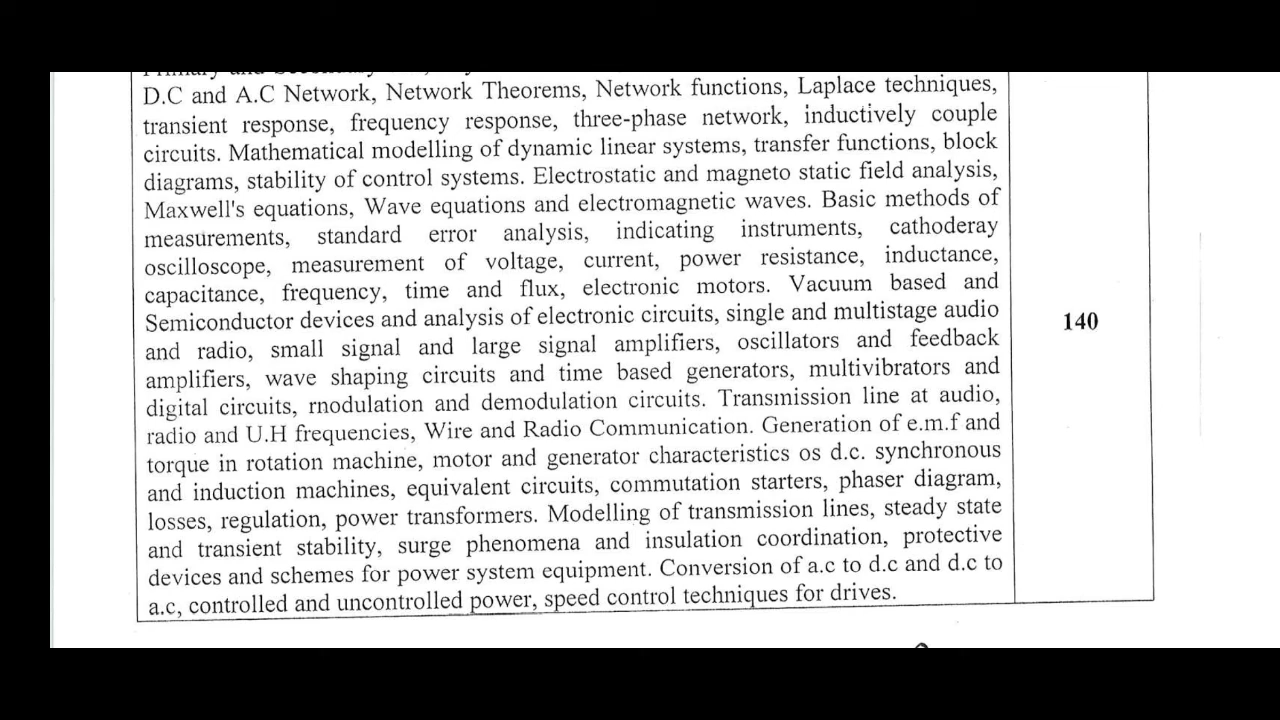 Primary and
D.C and A.C Network, Network Theorems, Network functions, Laplace techniques,
transient response, frequency response, three-phase network, inductively couple
circuits. Mathematical modelling of dynamic linear systems, transfer functions, block
diagrams, stability of control systems. Electrostatic and magneto static field analysis,
Maxwell's equations, Wave equations and electromagnetic waves. Basic methods of
measurements, standard error analysis, indicating instruments, cathoderay
oscilloscope, measurement of voltage, current, power resistance, inductance,
capacitance, frequency, time and flux, electronic motors. Vacuum based and
Semiconductor devices and analysis of electronic circuits, single and multistage audio
and radio, small signal and large signal amplifiers, oscillators and feedback
amplifiers, wave shaping circuits and time based generators, multivibrators and
digital circuits, rnodulation and demodulation circuits. Transmission line at audio,
radio and U.H frequencies, Wire and Radio Communication. Generation of e.m.f and
torque in rotation machine, motor and generator characteristics os d.c. synchronous
and induction machines, equivalent circuits, commutation starters, phaser diagram,
losses, regulation, power transformers. Modelling of transmission lines, steady state
and transient stability, surge phenomena and insulation coordination, protective
devices and schemes for power system equipment. Conversion of a.c to d.c and d.c to
a.c, controlled and uncontrolled power, speed control techniques for drives.
140